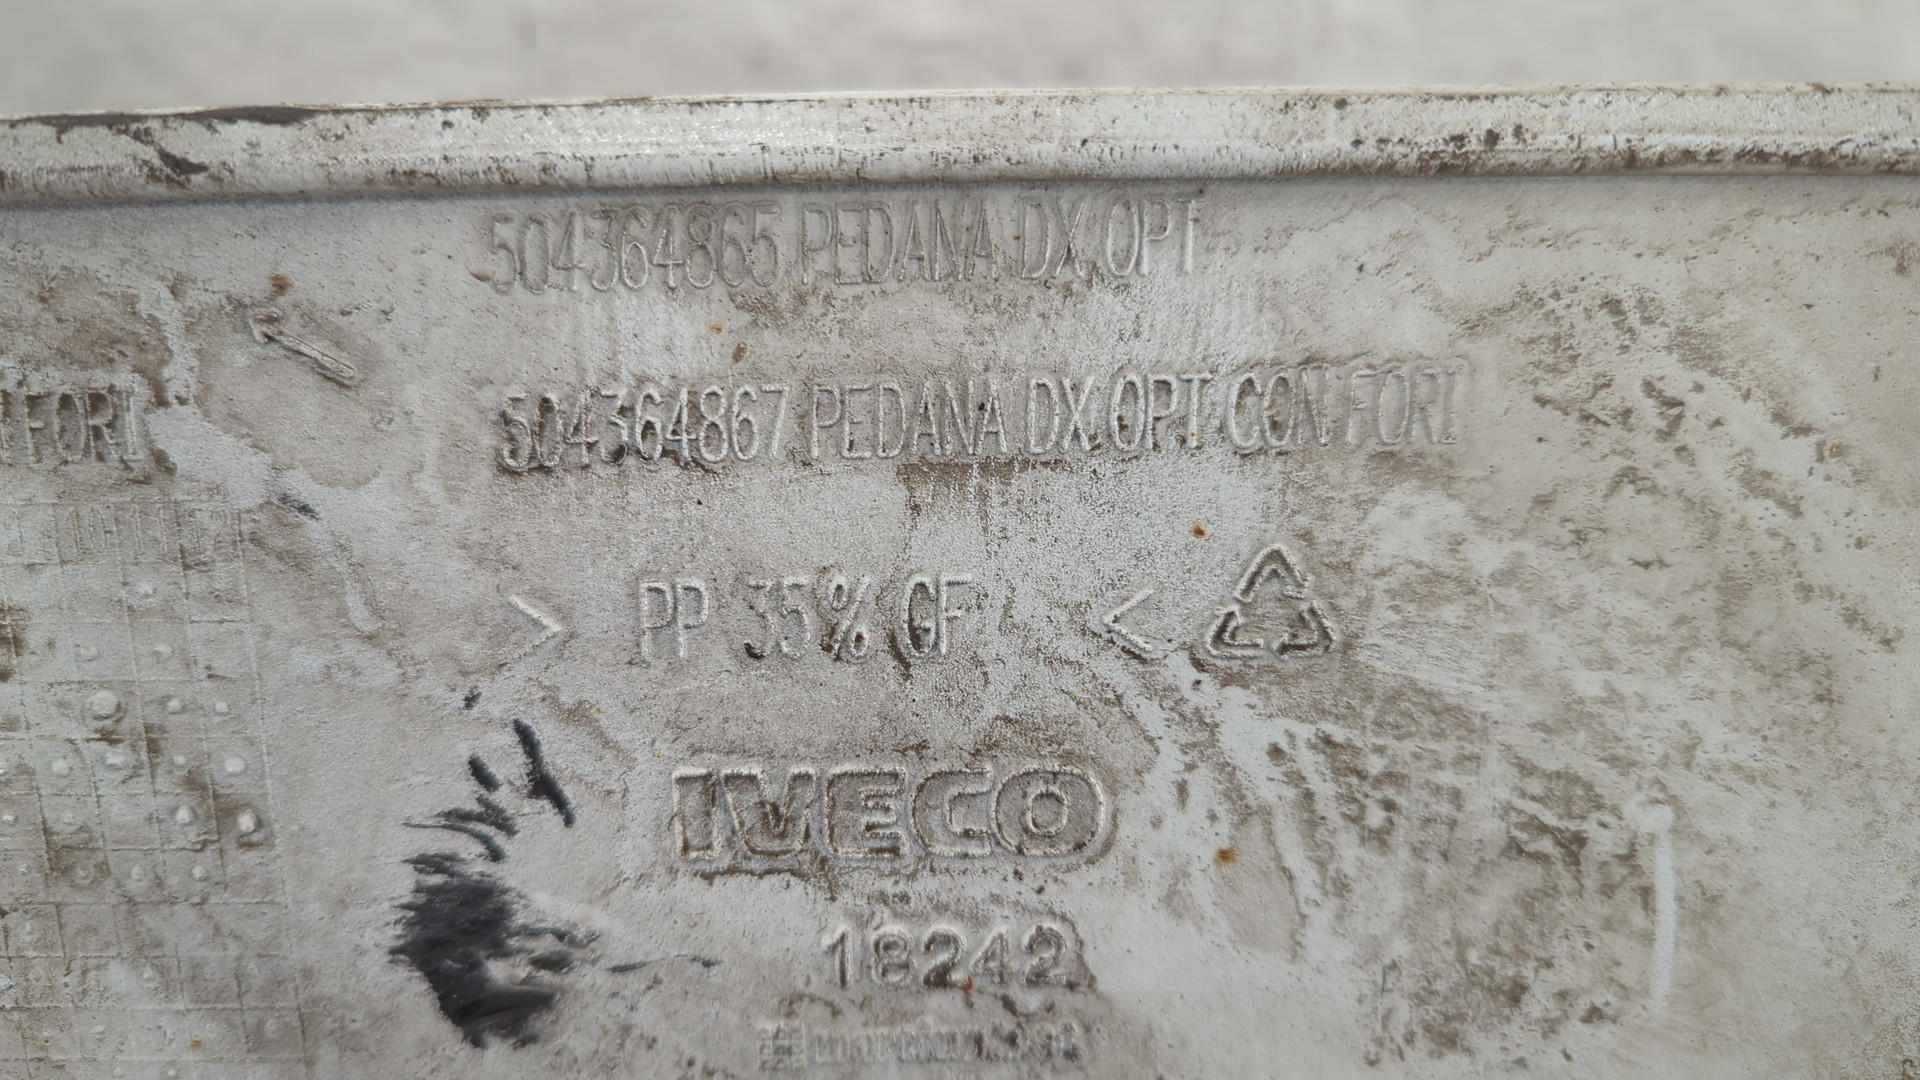 504364865 PEDANA DX OPT
504364867 PEDANA DX OPT CON FORI
FORI
> PP 35% GF <
IVECO
18242